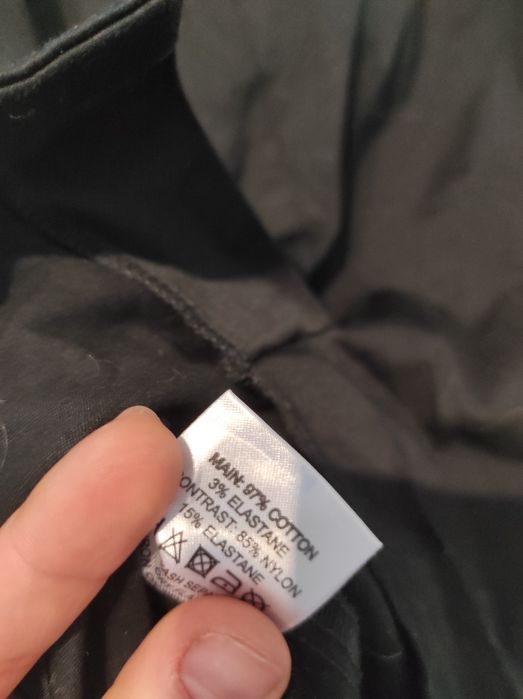 MAIN: 97% COTTON
3% ELASTANE
CONTRAST: 85% NYLON
15% ELASTANE